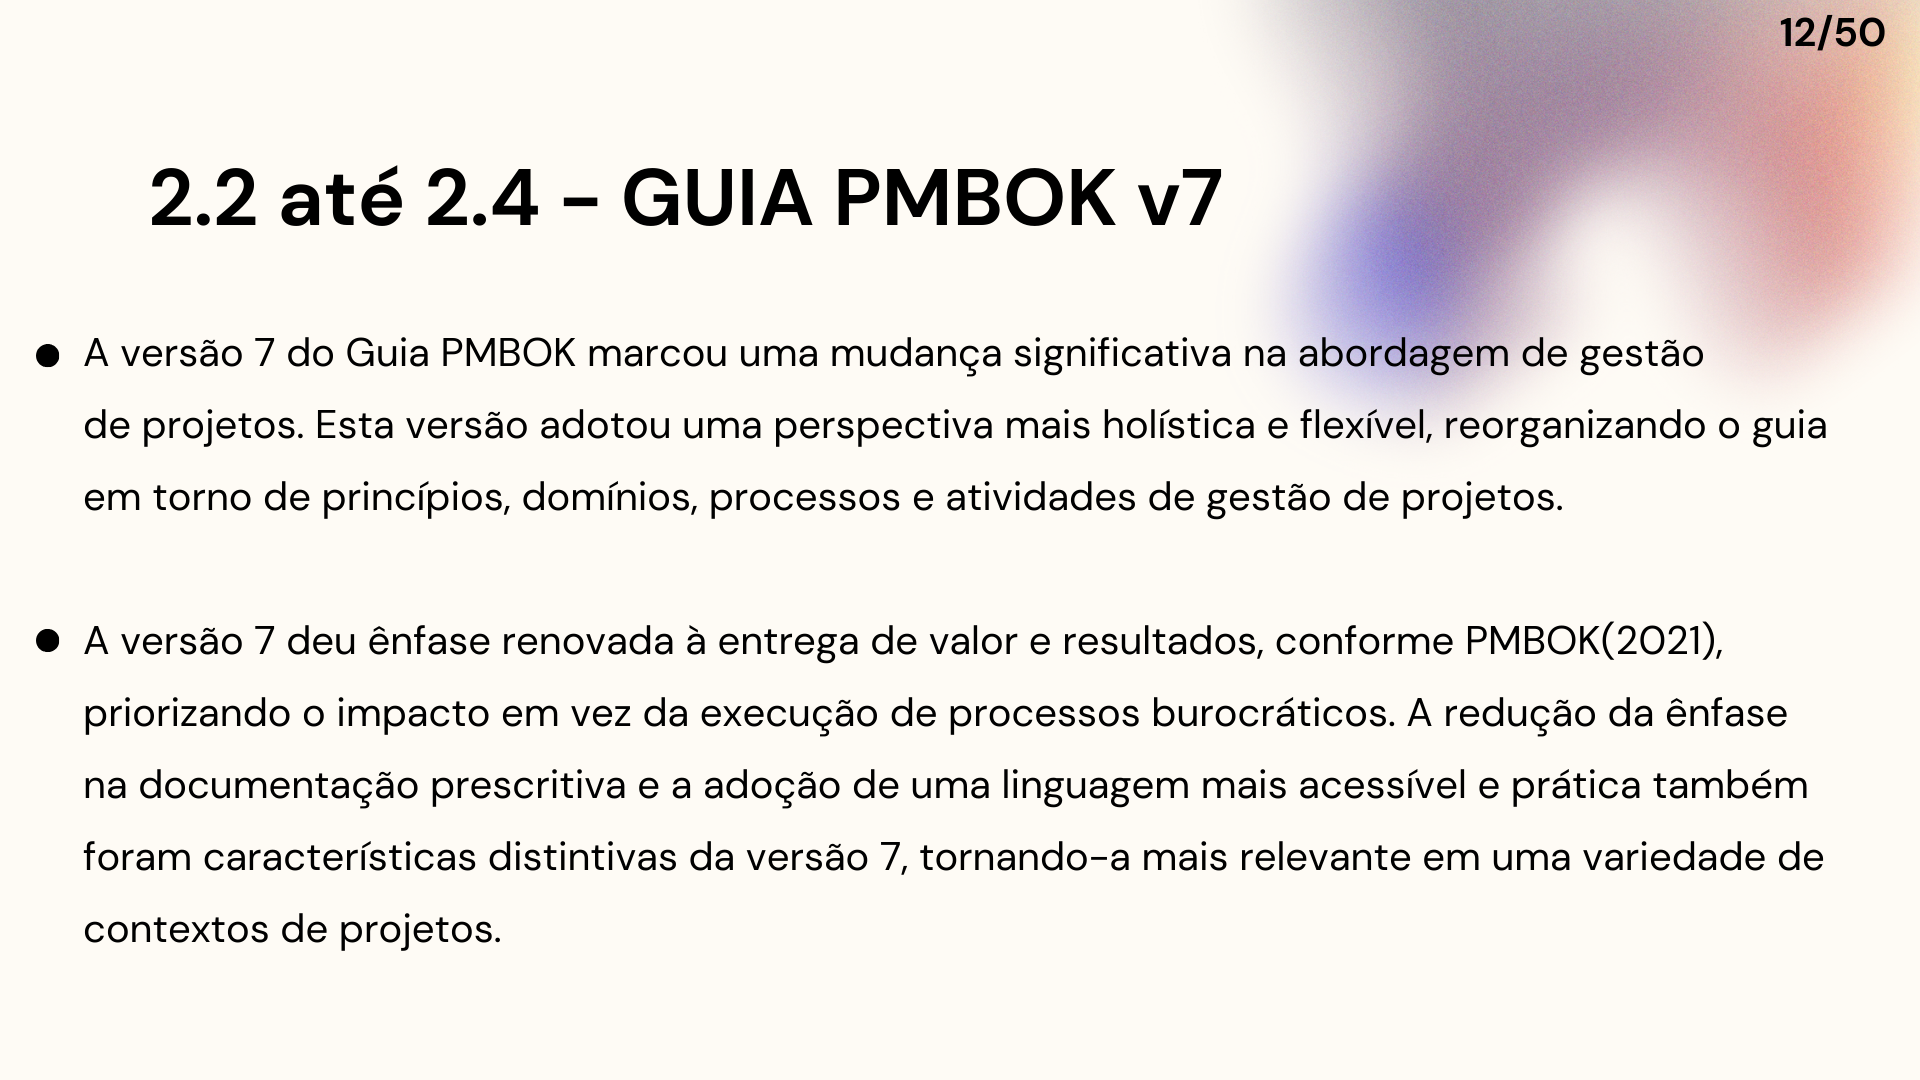 12/50
2.2 até 2.4 - GUIA PMBOK v7
● A versão 7 do Guia PMBOK marcou uma mudança significativa na abordagem de gestão
de projetos. Esta versão adotou uma perspectiva mais holística e flexível, reorganizando o guia
em torno de princípios, domínios, processos e atividades de gestão de projetos.
● A versão 7 deu ênfase renovada à entrega de valor e resultados, conforme PMBOK(2021),
priorizando o impacto em vez da execução de processos burocráticos. A redução da ênfase
na documentação prescritiva e a adoção de uma linguagem mais acessível e prática também
foram características distintivas da versão 7, tornando-a mais relevante em uma variedade de
contextos de projetos.